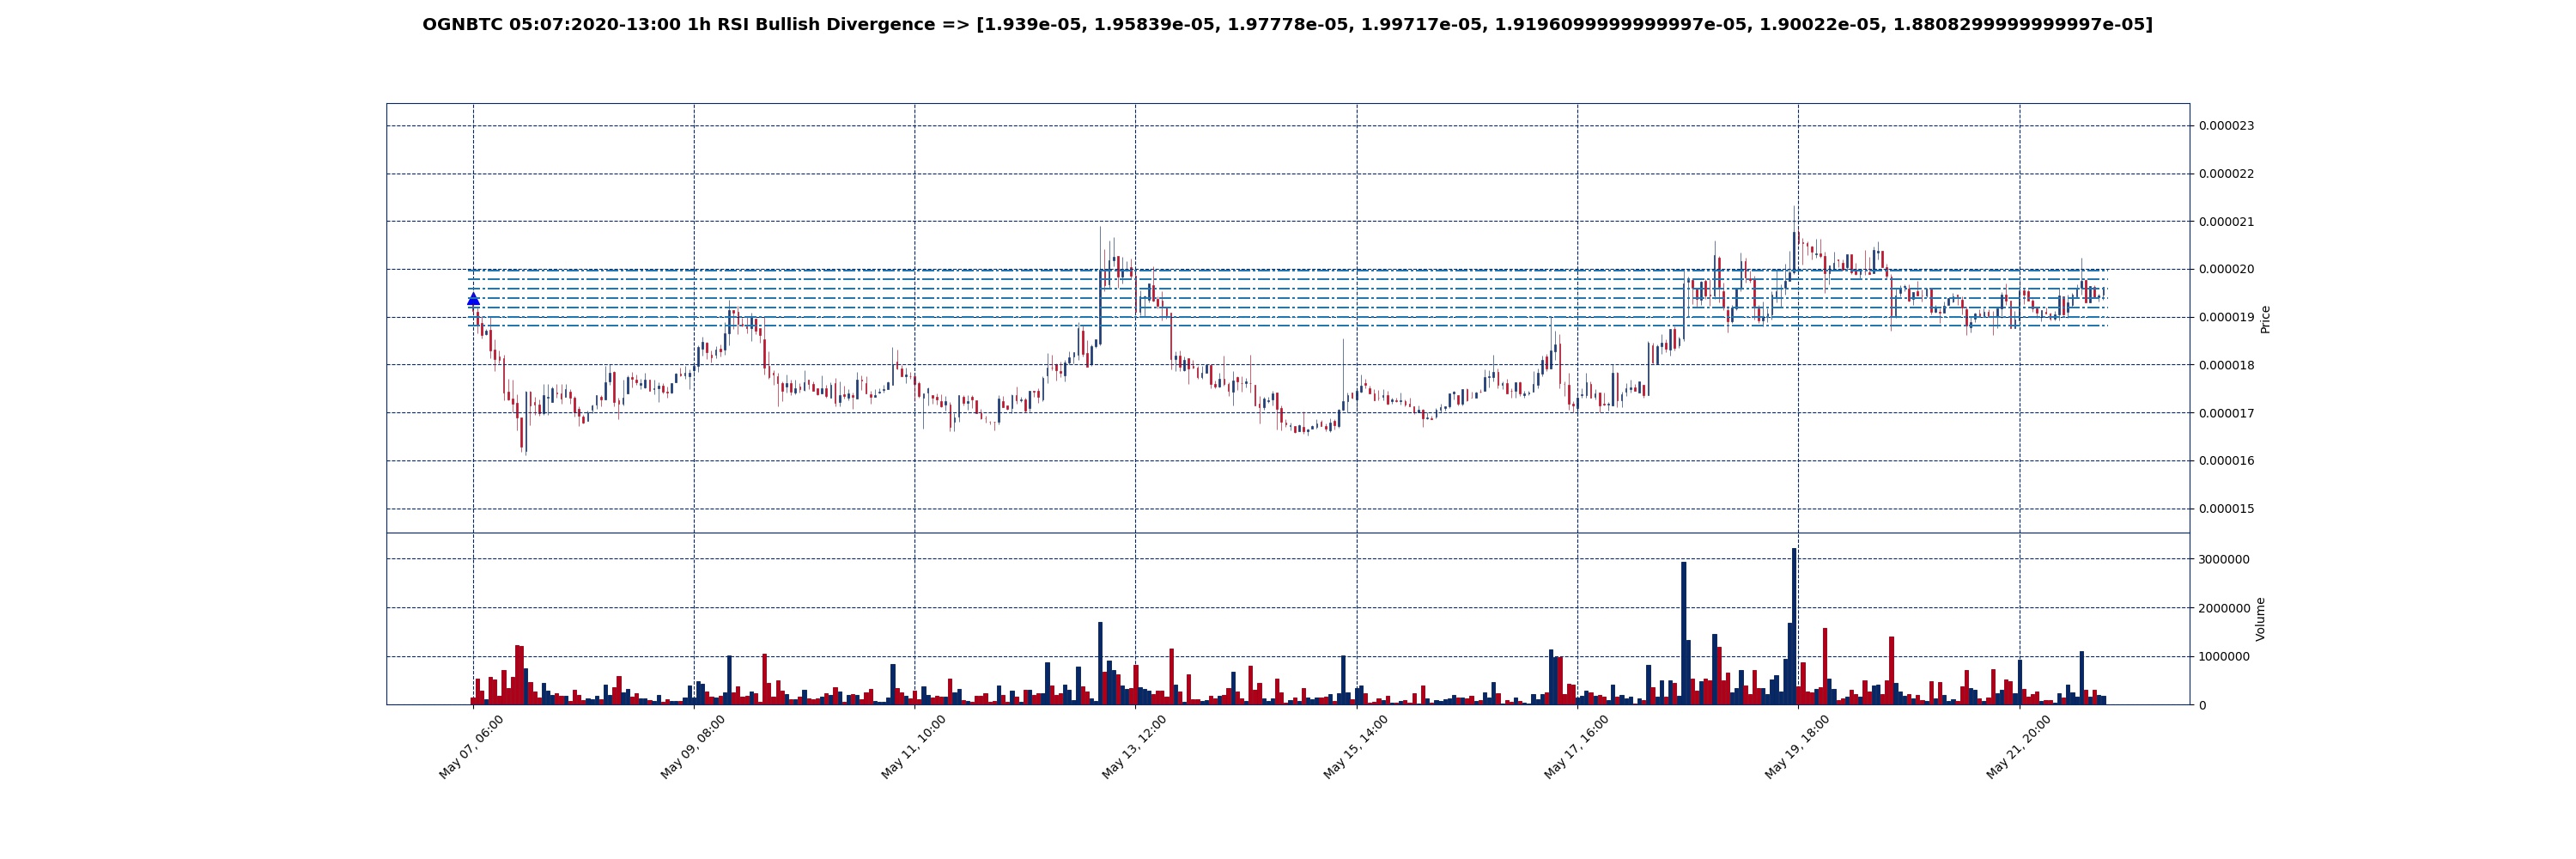 OGNBTC 05:07:2020-13:00 1h RSI Bullish Divergence => [1.939e-05, 1.95839e-05, 1.97778e-05, 1.99717e-05, 1.9196099999999997e-05, 1.90022e-05, 1.8808299999999997e-05]
0.000023
0.000022
0.000021
0.000020
0.000019
0.000018
0.000017
0.000016
0.000015
Price
3000000
2000000
1000000
0
Volume
May 07, 06:00
May 09, 08:00
May 11, 10:00
May 13, 12:00
May 15, 14:00
May 17, 16:00
May 19, 18:00
May 21, 20:00